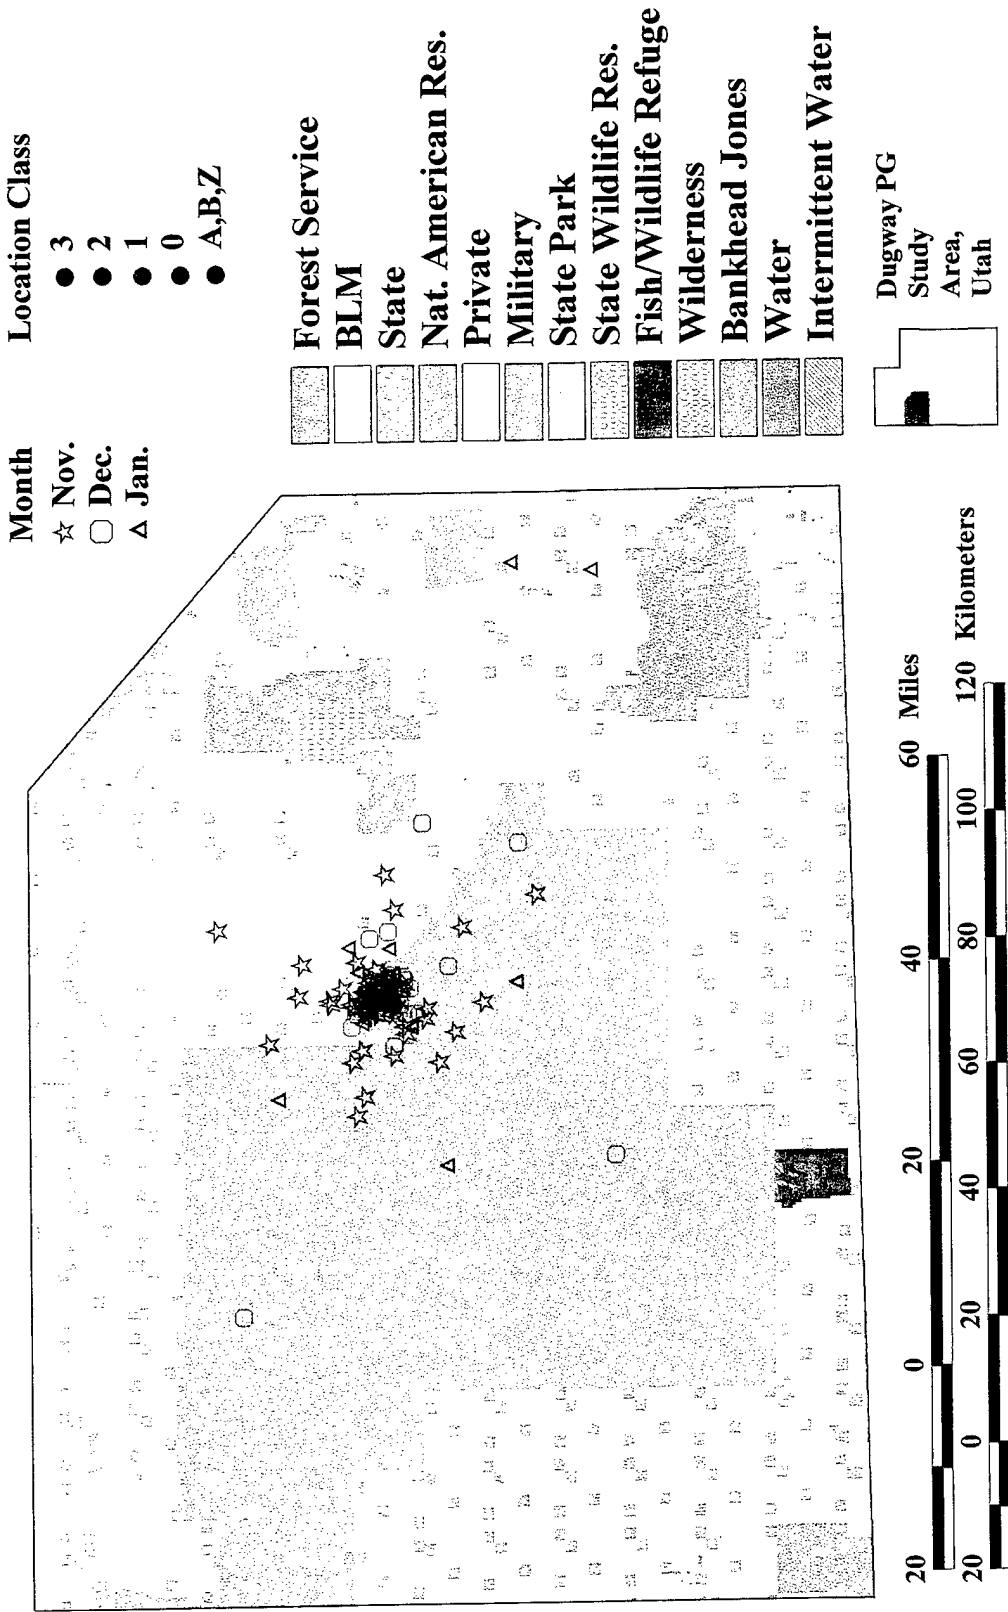 Month
Nov.
Dec.
Jan.
Location Class
3
2
1
0
A,B,Z
Forest Service
BLM
State
Nat. American Res.
Private
Military
State Park
State Wildlife Res.
Fish/Wildlife Refuge
Wilderness
Bankhead Jones
Water
Intermittent Water
Dugway PG
Study
Area,
Utah
20 0 20 40 60 Miles
20 0 20 40 60 80 100 120 Kilometers